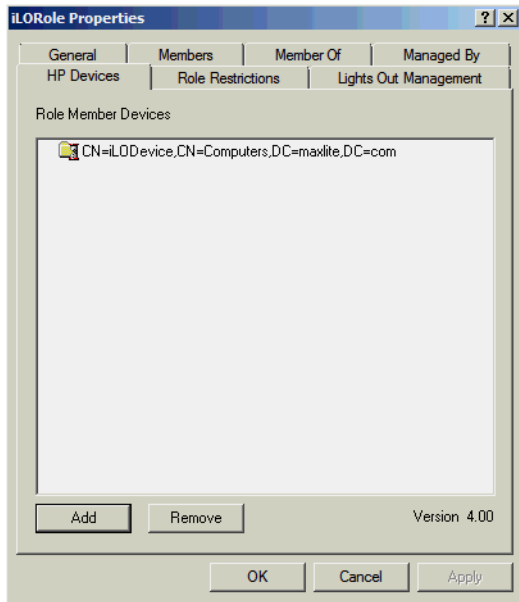 iLORole Properties
General Members Member Of Managed By
HP Devices Role Restrictions Lights Out Management
Role Member Devices
CN=iLODevice,CN=Computers,DC=maxlite,DC=com
Add Remove Version 4.00
OK Cancel Apply